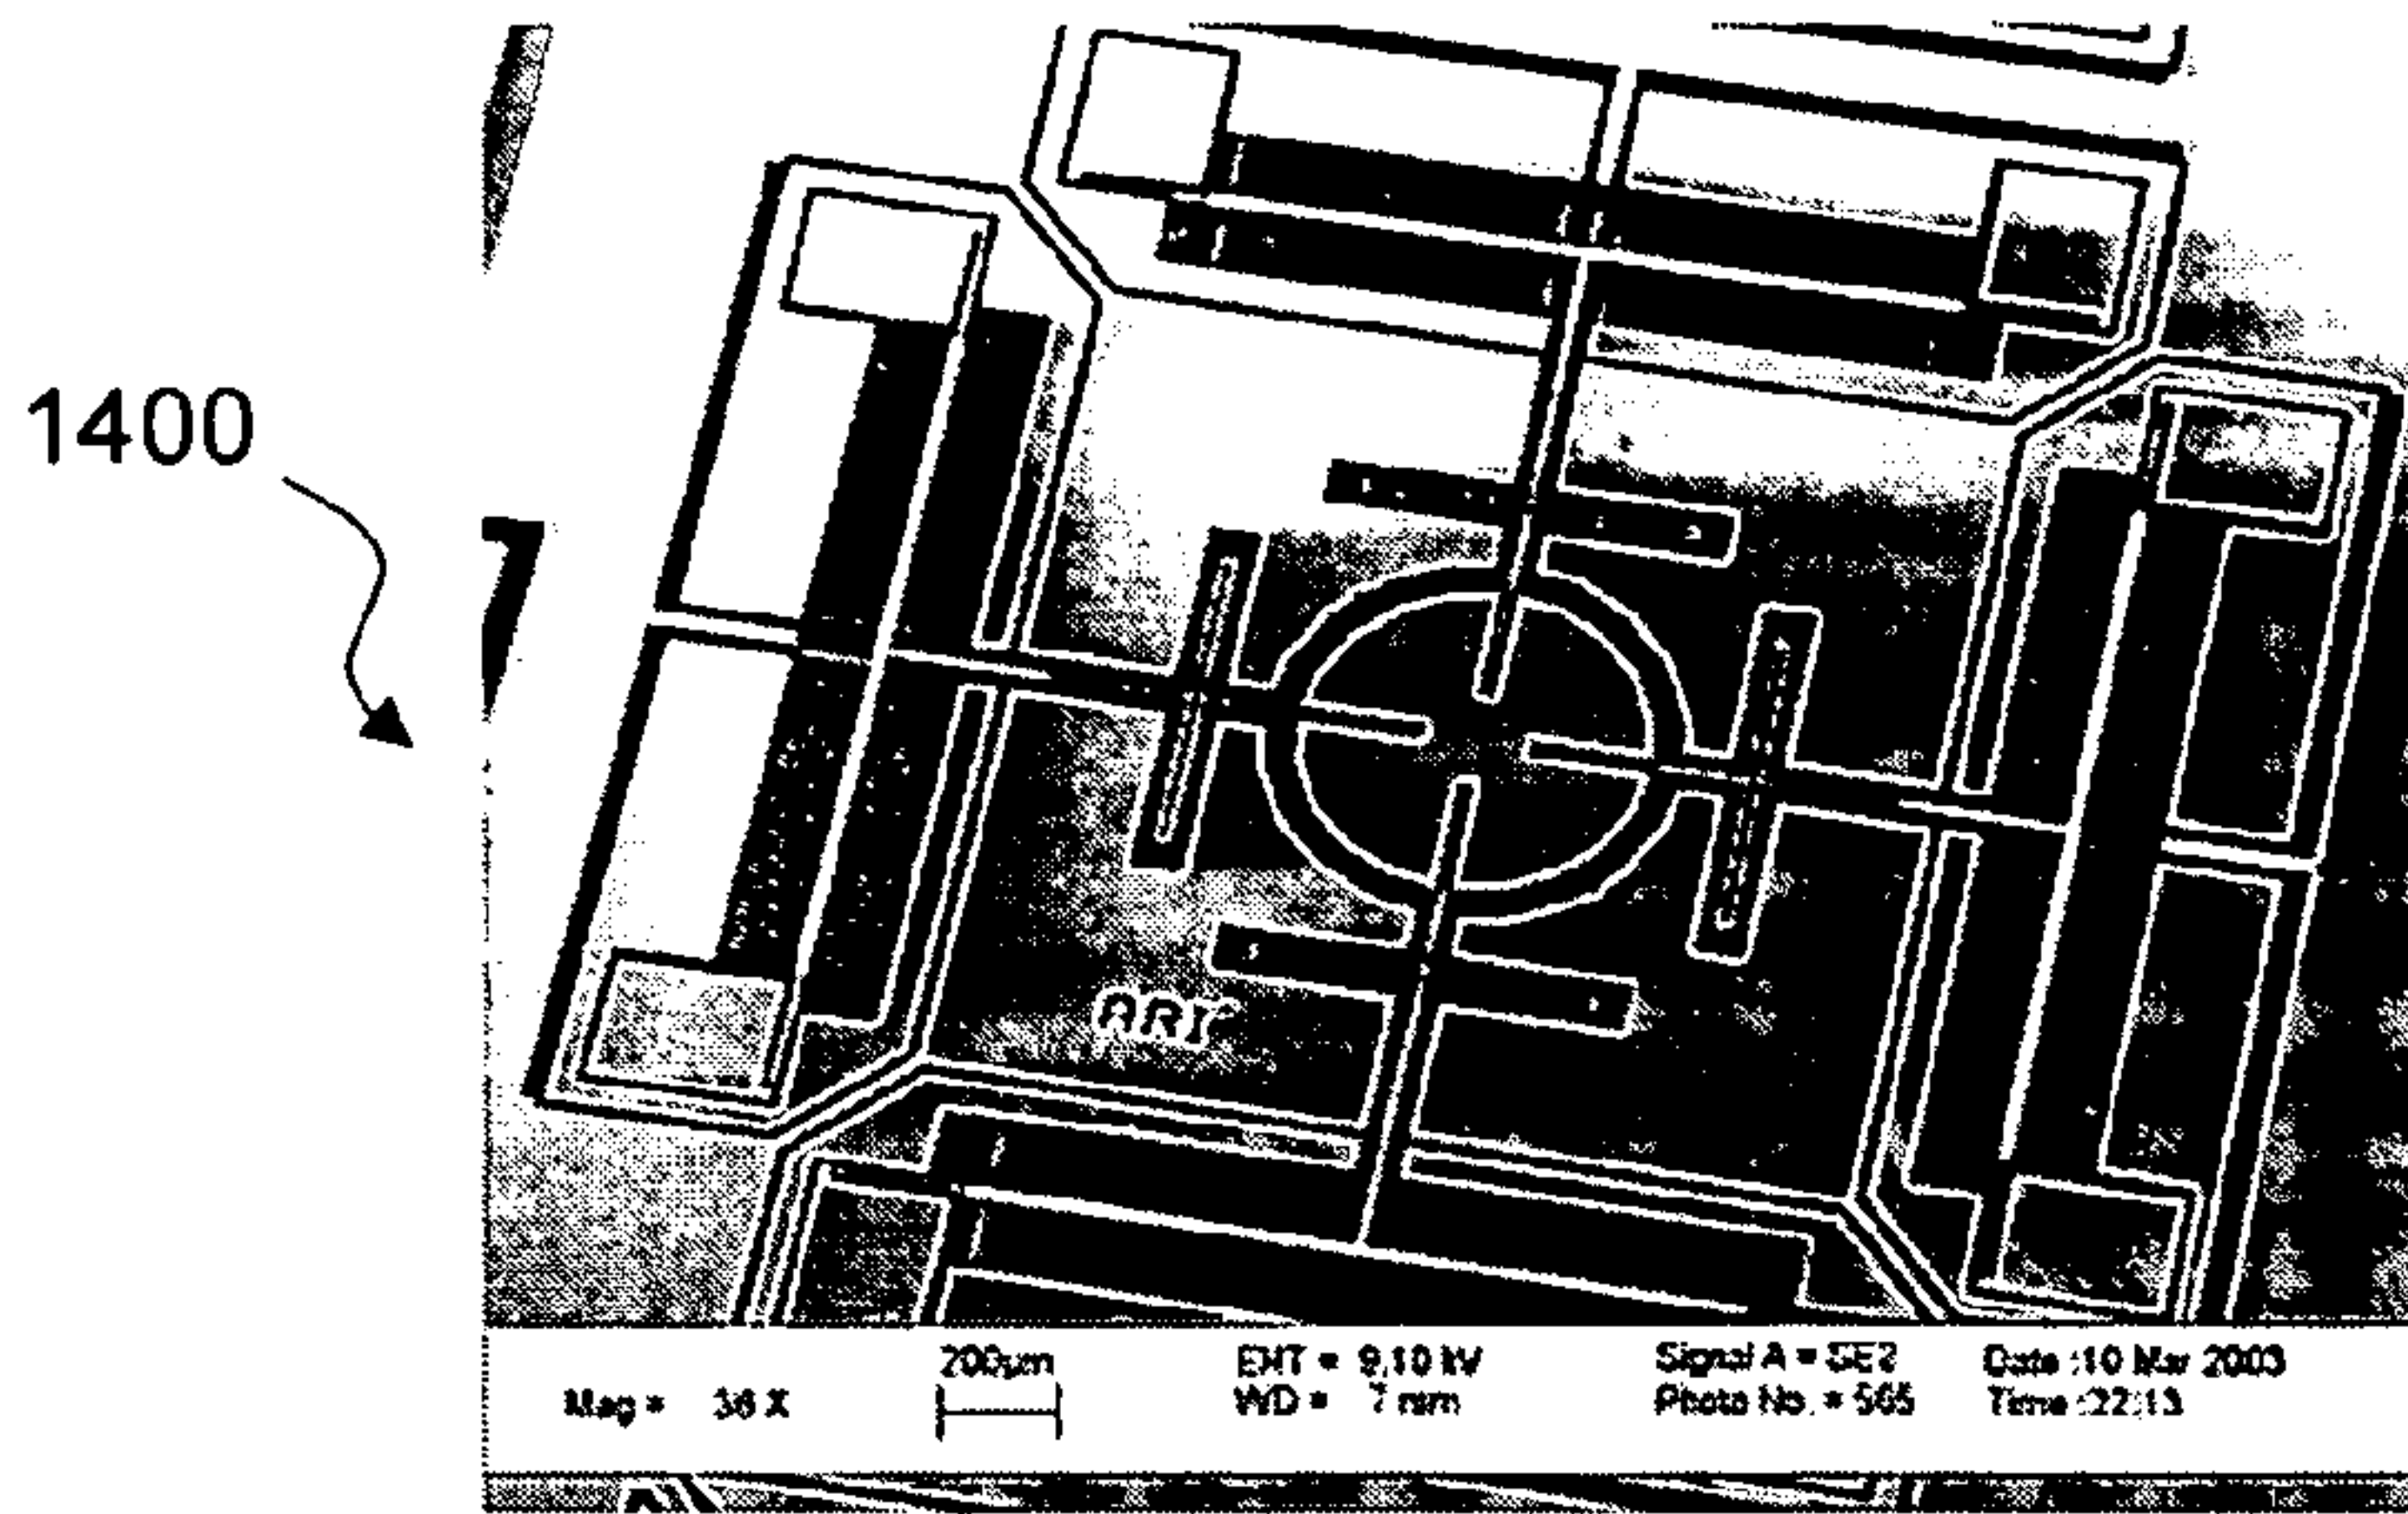 1400
ARI
200µm
EHT = 9.10 kV
Signal A = SE2
Date :10 Mar 2003
Mag = 36 X
WD = 7 mm
Photo No. = 565
Time :22:13